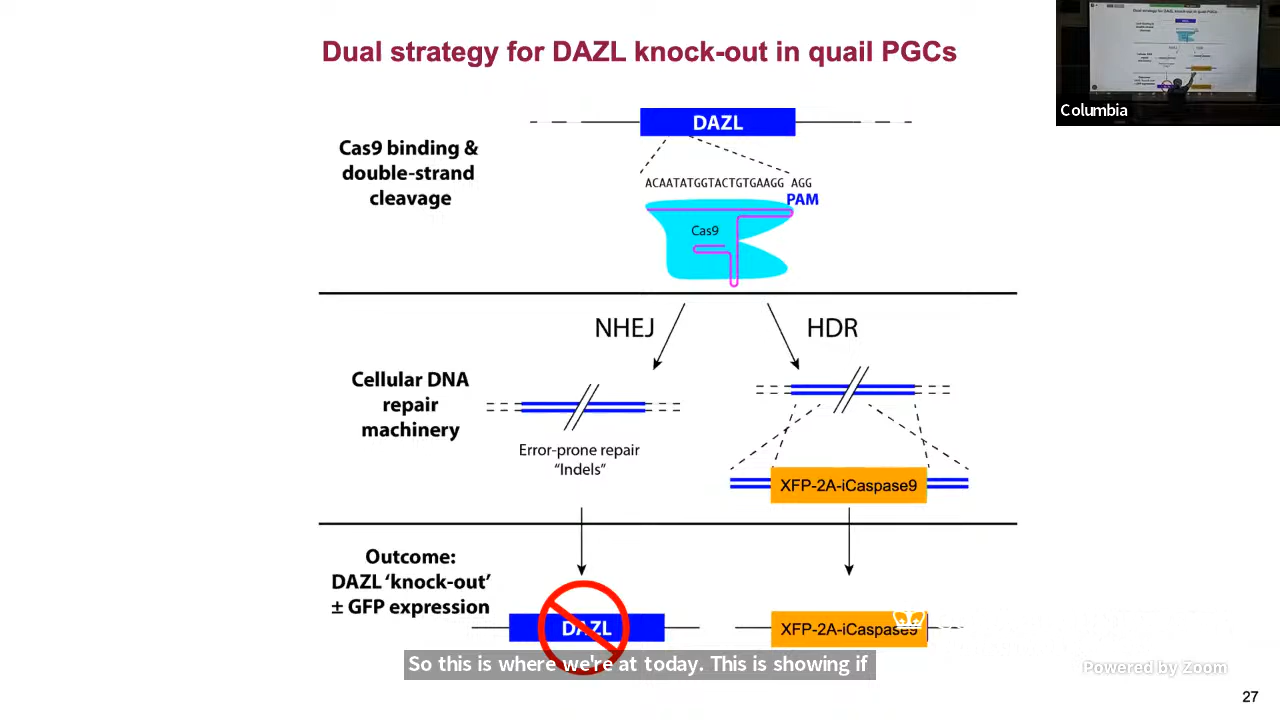 Dual strategy for DAZL knock-out in quail PGCs
Columbia
DAZL
Cas9 binding &
double-strand
cleavage
ACAATATGGTACTGTGAAGG AGG
PAM
Cas9
NHEJ
HDR
Cellular DNA
repair
machinery
Error-prone repair
"Indels"
XFP-2A-iCaspase9
Outcome:
DAZL 'knock-out'
± GFP expression
DAZL
XFP-2A-iCaspase9
So this is where we're at today. This is showing if
Powered by Zoom
27